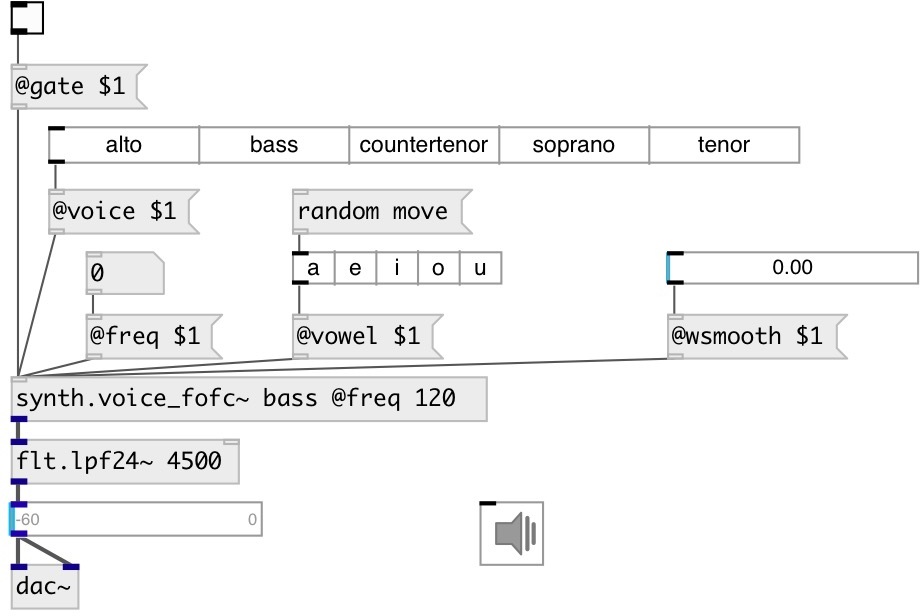 @gate $1
alto bass countertenor soprano tenor
@voice $1 random move
0 a e i o u 0.00
@freq $1 @vowel $1 @wsmooth $1
synth.voice_fofc~ bass @freq 120
flt.lpf24~ 4500
-60 0
dac~